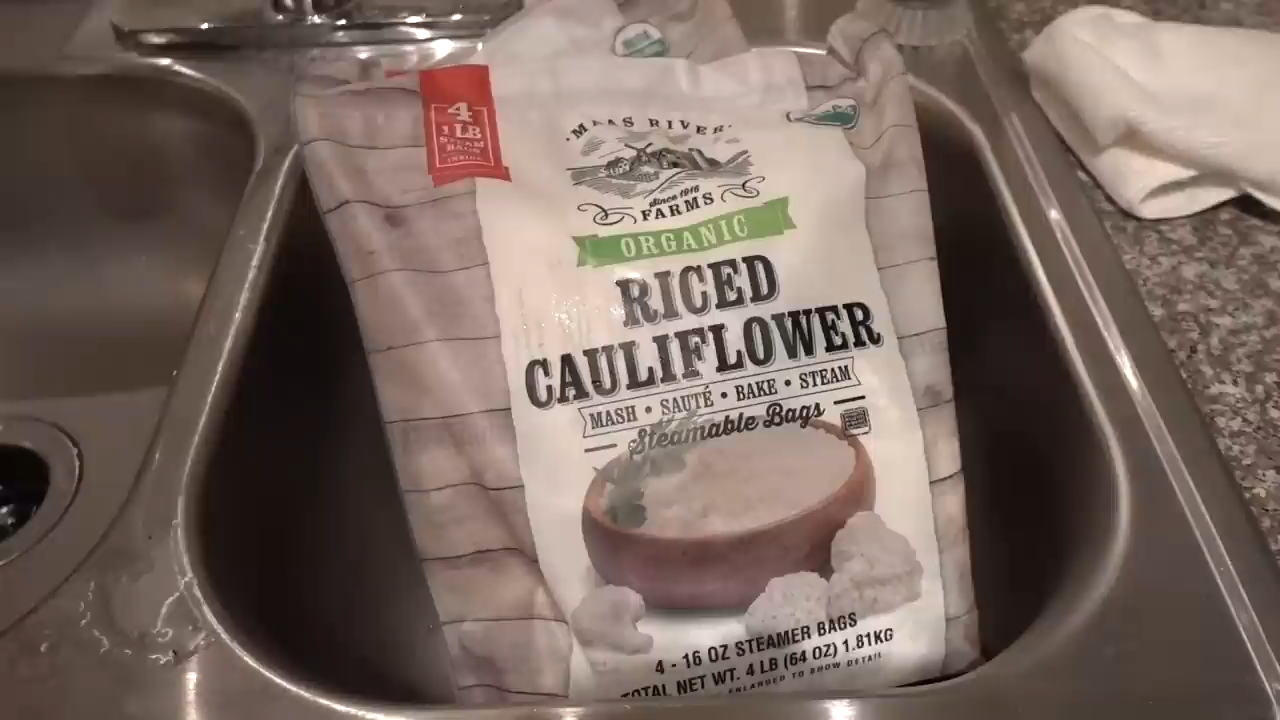 4
1 LB
STEAM
BAGS
INSIDE
MAAS RIVER
Since 1916
FARMS
ORGANIC
RICED
CAULIFLOWER
MASH • SAUTÉ • BAKE • STEAM
Steamable Bags
4 - 16 OZ STEAMER BAGS
TOTAL NET WT. 4 LB (64 OZ) 1.81KG
ENLARGED TO SHOW DETAIL